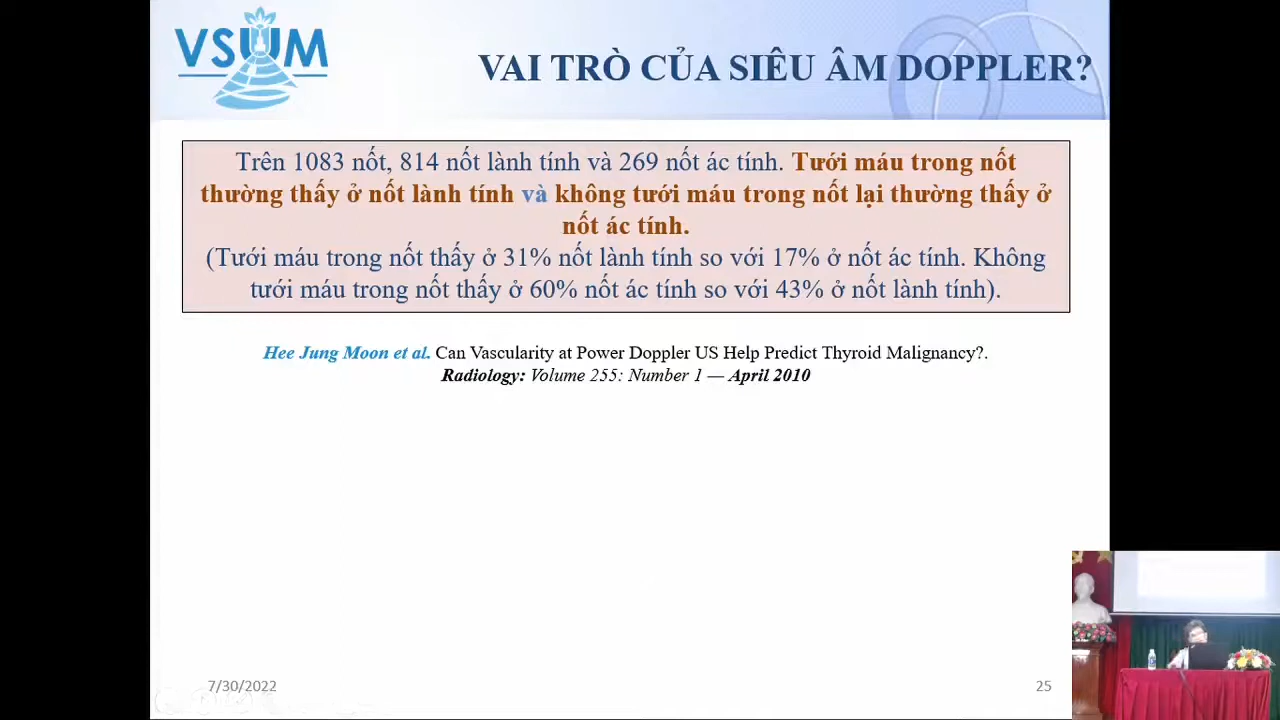 VSUM
VAI TRÒ CỦA SIÊU ÂM DOPPLER?
Trên 1083 nốt, 814 nốt lành tính và 269 nốt ác tính. Tưới máu trong nốt
thường thấy ở nốt lành tính và không tưới máu trong nốt lại thường thấy ở
nốt ác tính.
(Tưới máu trong nốt thấy ở 31% nốt lành tính so với 17% ở nốt ác tính. Không
tưới máu trong nốt thấy ở 60% nốt ác tính so với 43% ở nốt lành tính).
Hee Jung Moon et al. Can Vascularity at Power Doppler US Help Predict Thyroid Malignancy?.
Radiology: Volume 255: Number 1 — April 2010
7/30/2022
25